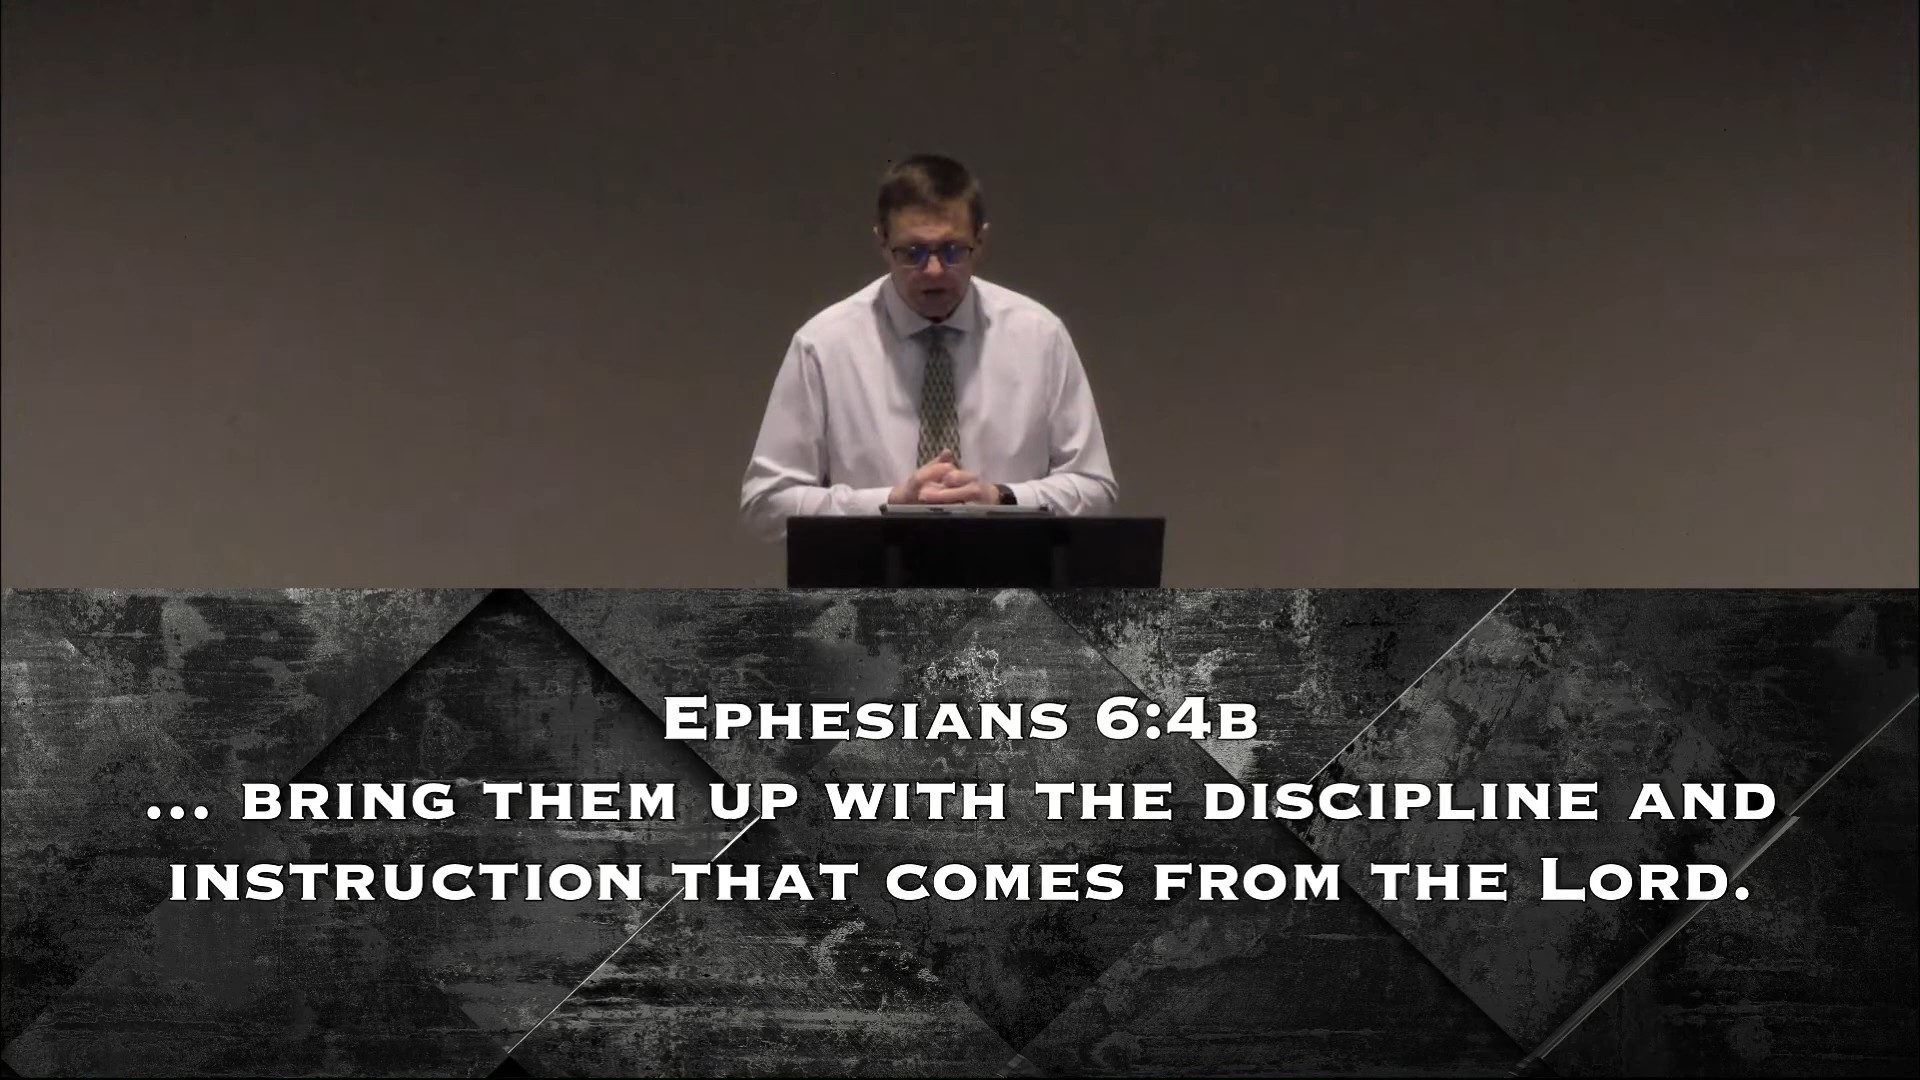 Ephesians 6:4b
... bring them up with the discipline and
instruction that comes from the Lord.